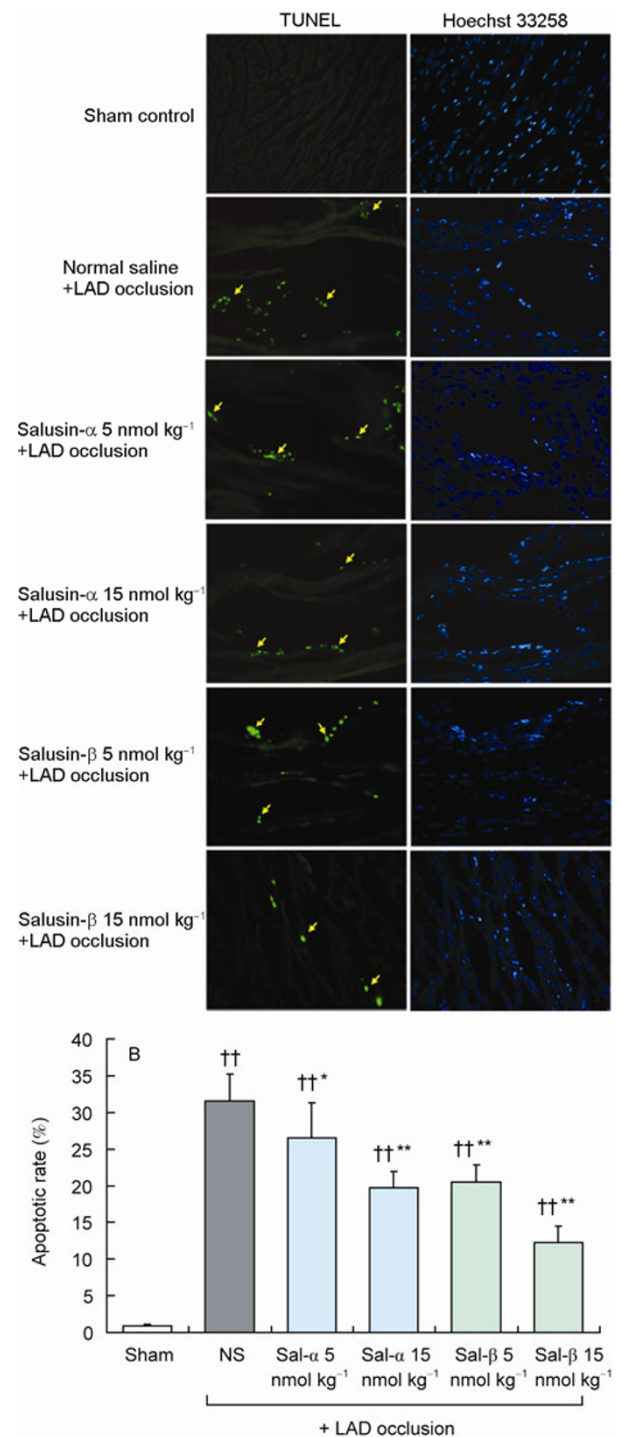 TUNEL Hoechst 33258
Sham control
Normal saline
+LAD occlusion
Salusin-α 5 nmol kg⁻¹
+LAD occlusion
Salusin-α 15 nmol kg⁻¹
+LAD occlusion
Salusin-β 5 nmol kg⁻¹
+LAD occlusion
Salusin-β 15 nmol kg⁻¹
+LAD occlusion
B
Apoptotic rate (%)
40
35
30
25
20
15
10
5
0
††
††*
††**
††**
††**
Sham NS Sal-α 5 Sal-α 15 Sal-β 5 Sal-β 15
nmol kg⁻¹ nmol kg⁻¹ nmol kg⁻¹ nmol kg⁻¹
+ LAD occlusion